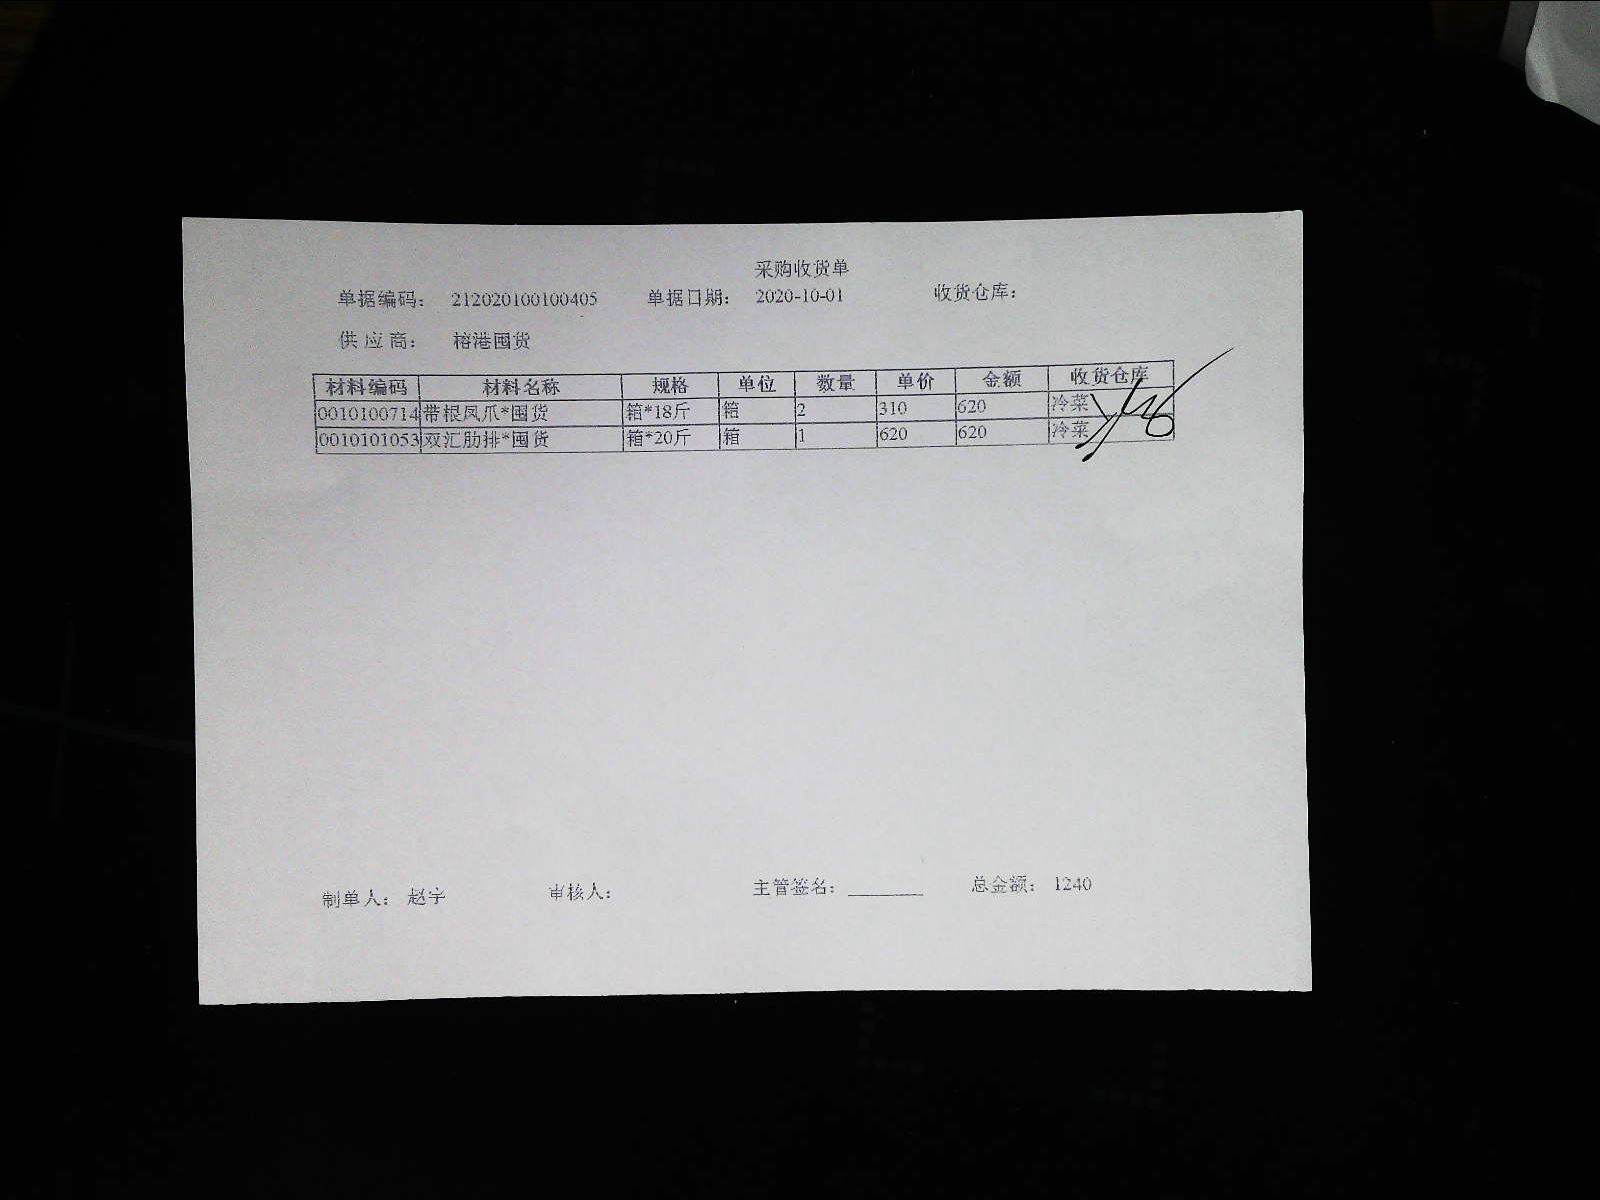 采购收货单
单据编码： 212020100100405 单据日期： 2020-10-01 收货仓库：
供应商： 榕港囤货
材料编码 材料名称 规格 单位 数量 单价 金额 收货仓库
0010100714 带根凤爪*囤货 箱*18斤 箱 2 310 620 冷菜
0010101053 双汇肋排*囤货 箱*20斤 箱 1 620 620 冷菜
制单人： 赵宇 审核人： 主管签名： 总金额： 1240